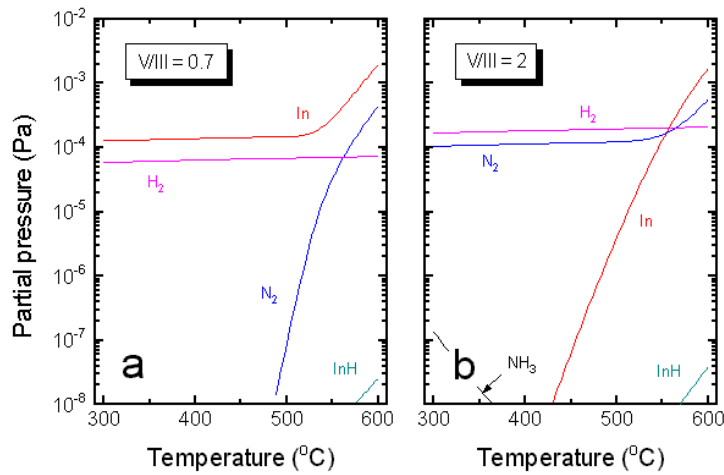 Partial pressure (Pa)
10⁻²
10⁻³
10⁻⁴
10⁻⁵
10⁻⁶
10⁻⁷
10⁻⁸
V/III = 0.7
In
H₂
N₂
InH
a
300 400 500 600
Temperature (°C)
V/III = 2
H₂
N₂
In
NH₃
InH
b
300 400 500 600
Temperature (°C)